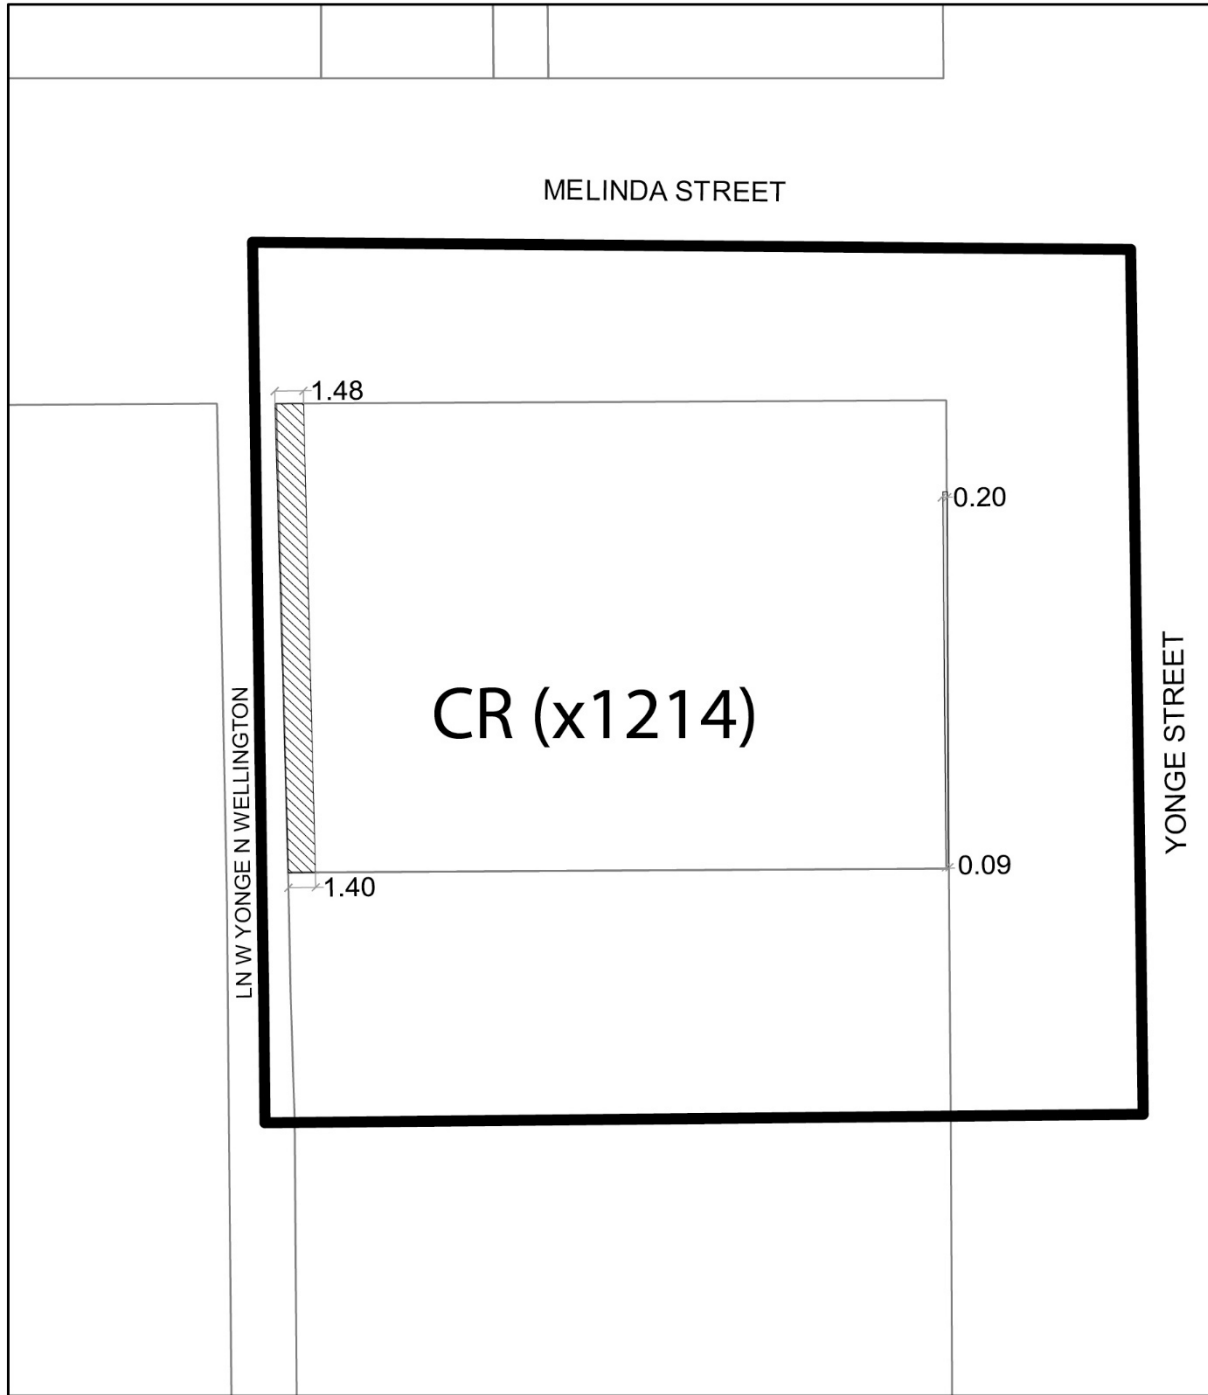 MELINDA STREET
1.48
0.20
CR (x1214)
YONGE STREET
LN W YONGE N WELLINGTON
0.09
1.40